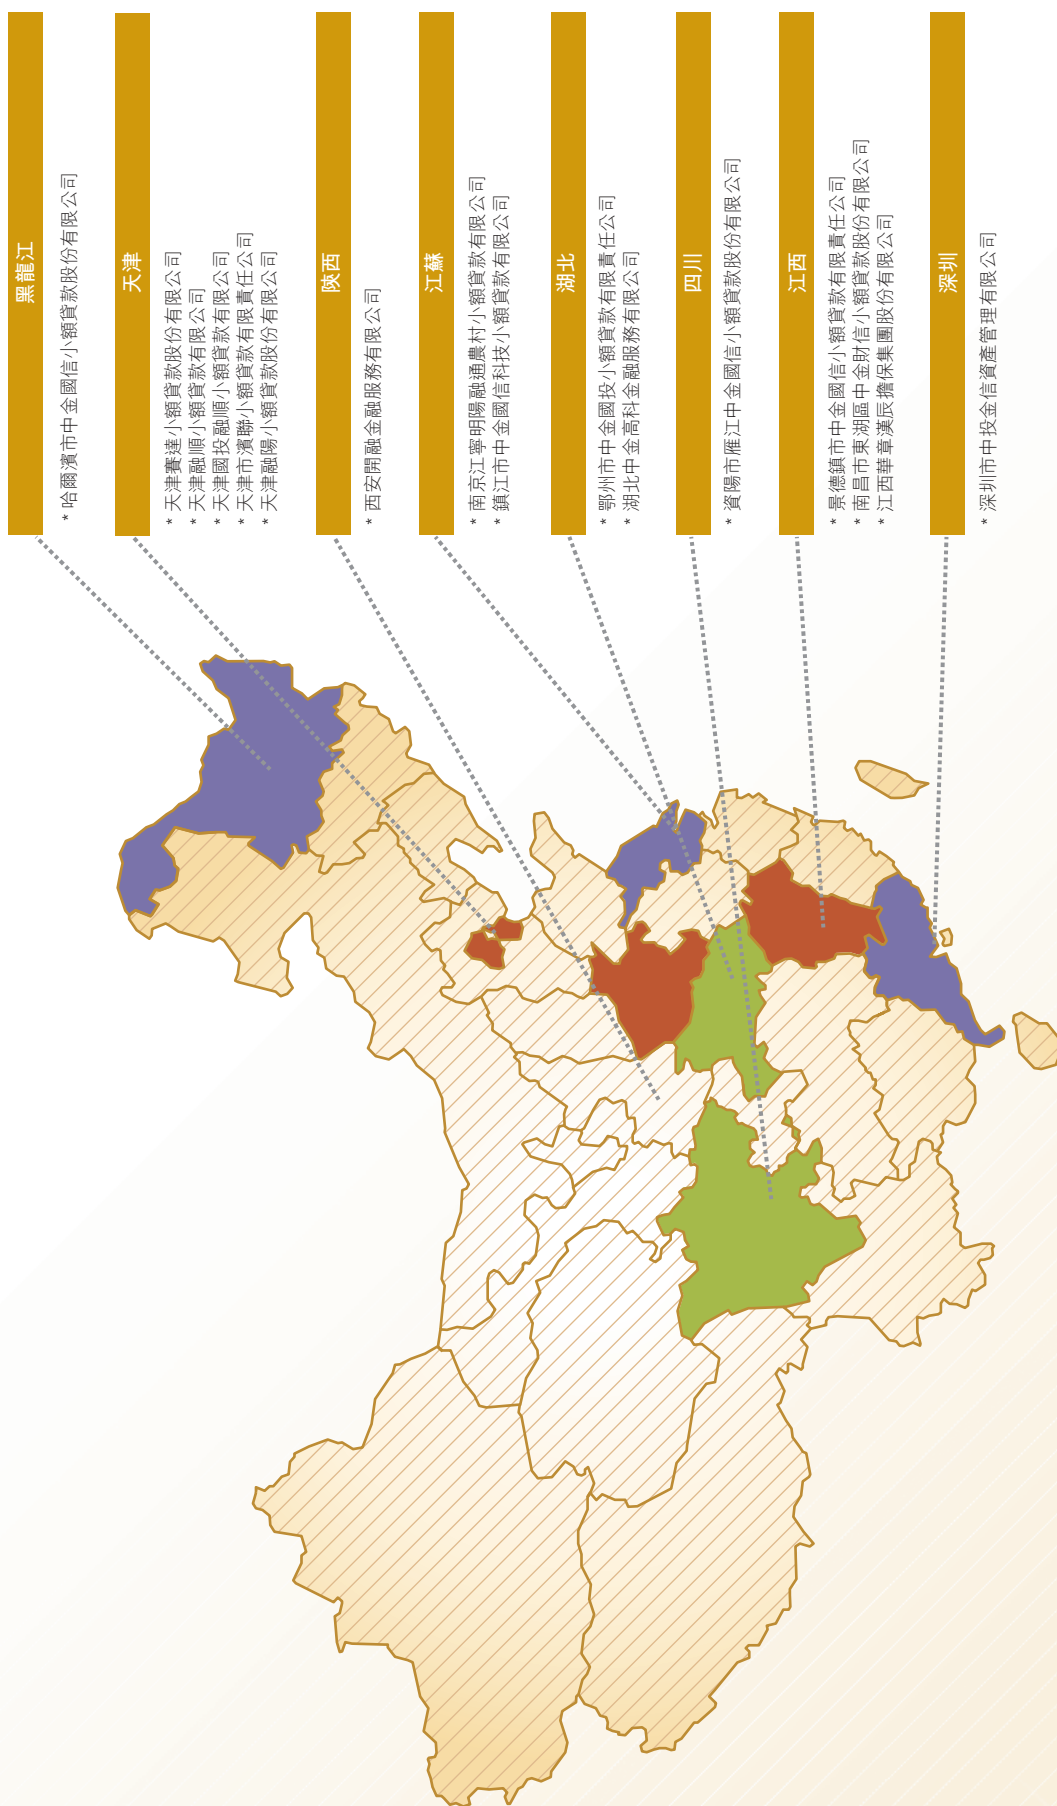 黑龍江
* 哈爾濱市中金國信小額貸款股份有限公司
天津
* 天津賽達小額貸款股份有限公司
* 天津融順小額貸款有限公司
* 天津國投融順小額貸款有限公司
* 天津市濱聯小額貸款有限責任公司
* 天津融陽小額貸款股份有限公司
陝西
* 西安開融金融服務有限公司
江蘇
* 南京江寧明陽融通農村小額貸款有限公司
* 鎮江市中金國信科技小額貸款有限公司
湖北
* 鄂州市中金國投小額貸款有限責任公司
* 湖北中金高科金融服務有限公司
四川
* 資陽市雁江中金國信小額貸款股份有限公司
江西
* 景德鎮市中金國信小額貸款有限責任公司
* 南昌市東湖區中金財信小額貸款股份有限公司
* 江西華章漢辰擔保集團股份有限公司
深圳
* 深圳市中投金信資產管理有限公司